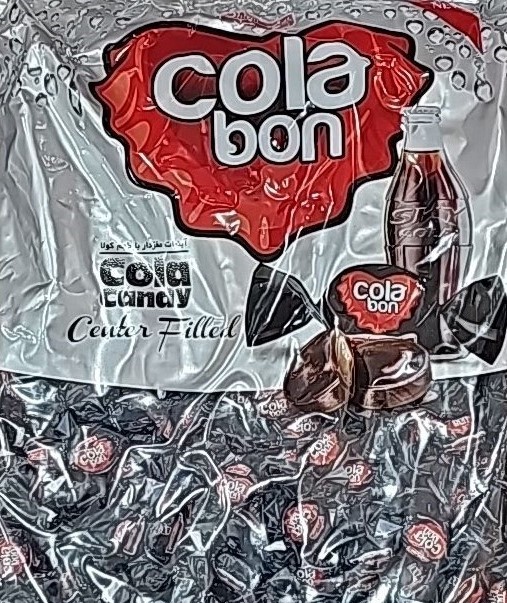 cola
bon
آبنبات مغزدار با طعم کولا
Cola
Candy
Center Filled
cola
bon